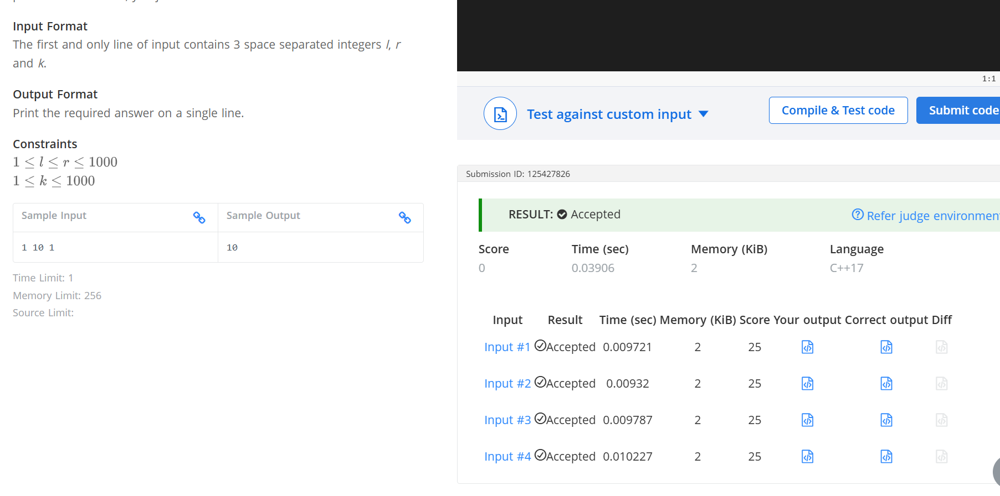 Input Format
The first and only line of input contains 3 space separated integers l, r
and k.
Output Format
Print the required answer on a single line.
Constraints
1 ≤ l ≤ r ≤ 1000
1 ≤ k ≤ 1000
Sample Input
Sample Output
1 10 1
10
Time Limit: 1
Memory Limit: 256
Source Limit:
1:1
Test against custom input
Compile & Test code
Submit code
Submission ID: 125427826
RESULT: Accepted
Refer judge environment
Score Time (sec) Memory (KiB) Language
0 0.03906 2 C++17
Input Result Time (sec) Memory (KiB) Score Your output Correct output Diff
Input #1 Accepted 0.009721 2 25
Input #2 Accepted 0.00932 2 25
Input #3 Accepted 0.009787 2 25
Input #4 Accepted 0.010227 2 25